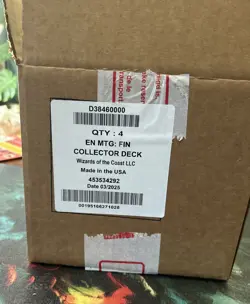 D38460000
QTY : 4
EN MTG: FIN
COLLECTOR DECK
Wizards of the Coast LLC
Made in the USA
453534292
Date 03/2025